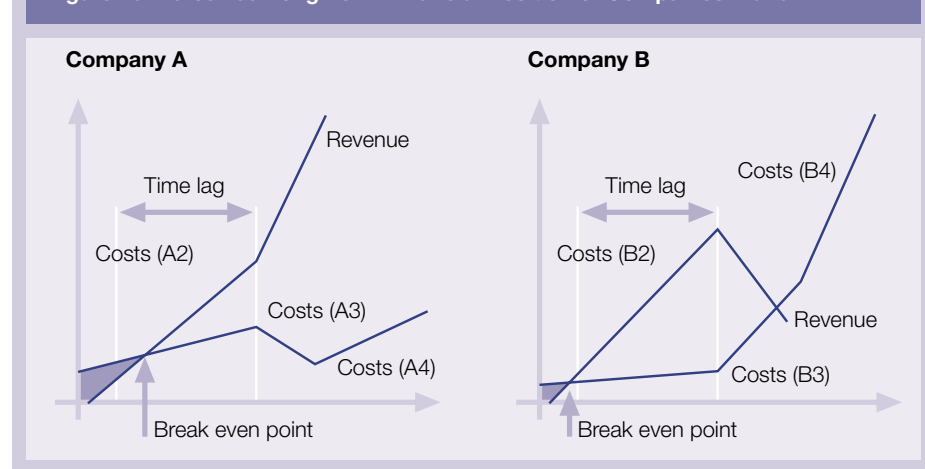 Company A
Revenue
Time lag
Costs (A2)
Costs (A3)
Costs (A4)
Break even point
Company B
Costs (B4)
Time lag
Costs (B2)
Revenue
Costs (B3)
Break even point